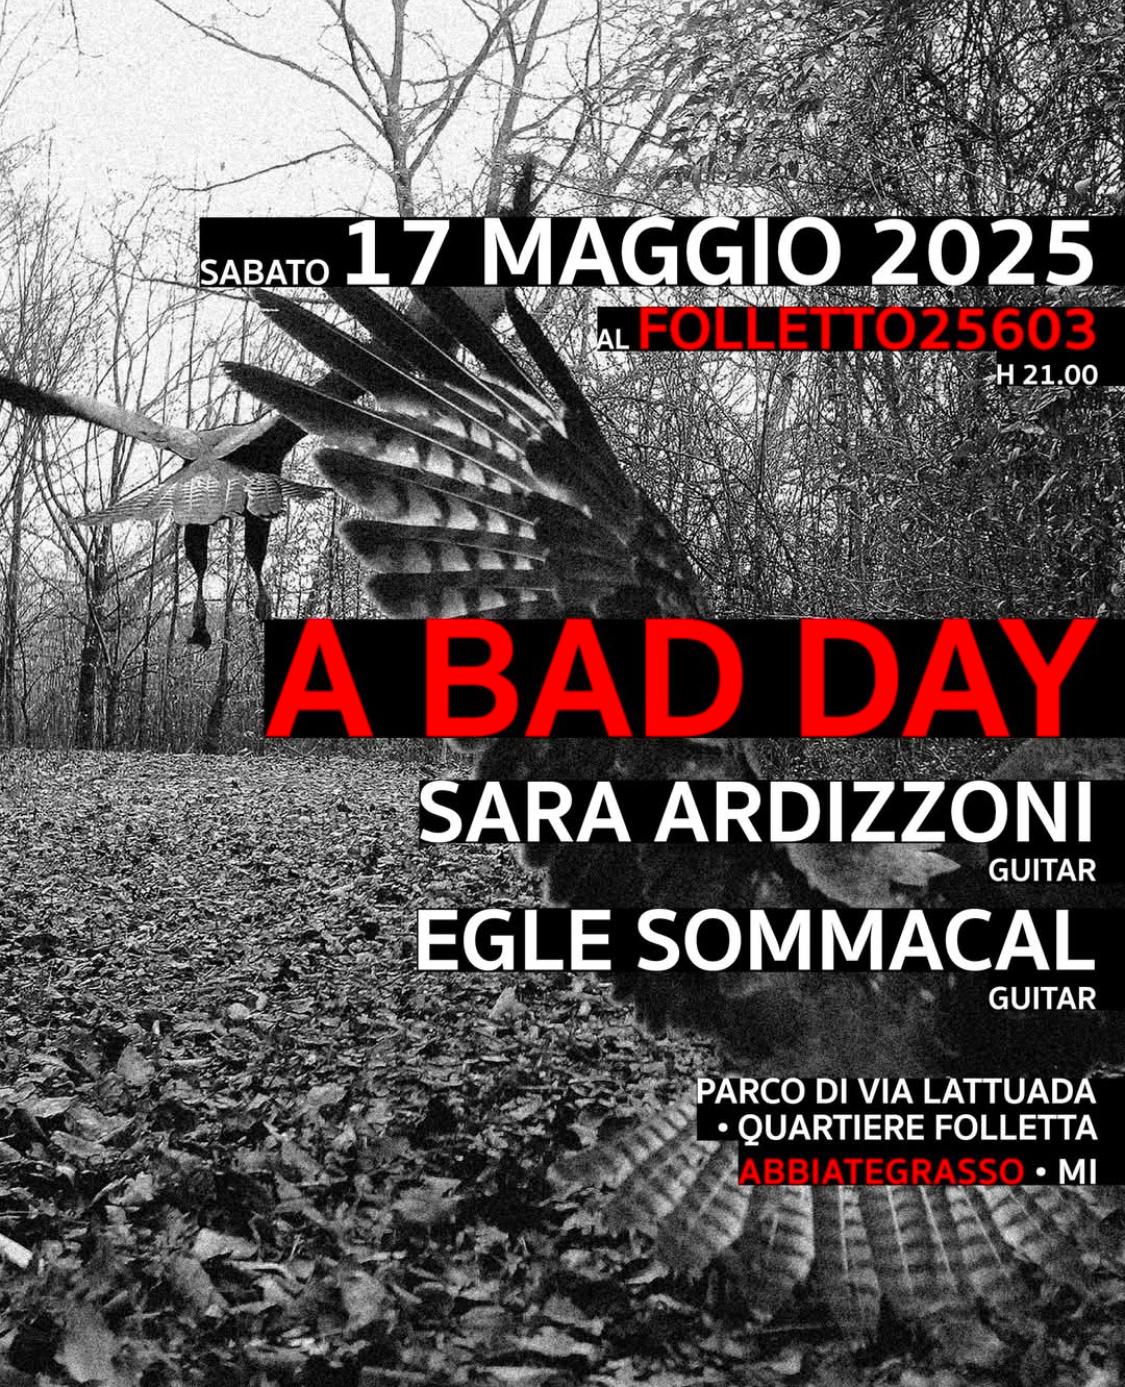 SABATO 17 MAGGIO 2025
AL FOLLETTO25603
H 21.00
A BAD DAY
SARA ARDIZZONI
GUITAR
EGLE SOMMACAL
GUITAR
PARCO DI VIA LATTUADA
• QUARTIERE FOLLETTA
ABBIATEGRASSO • MI